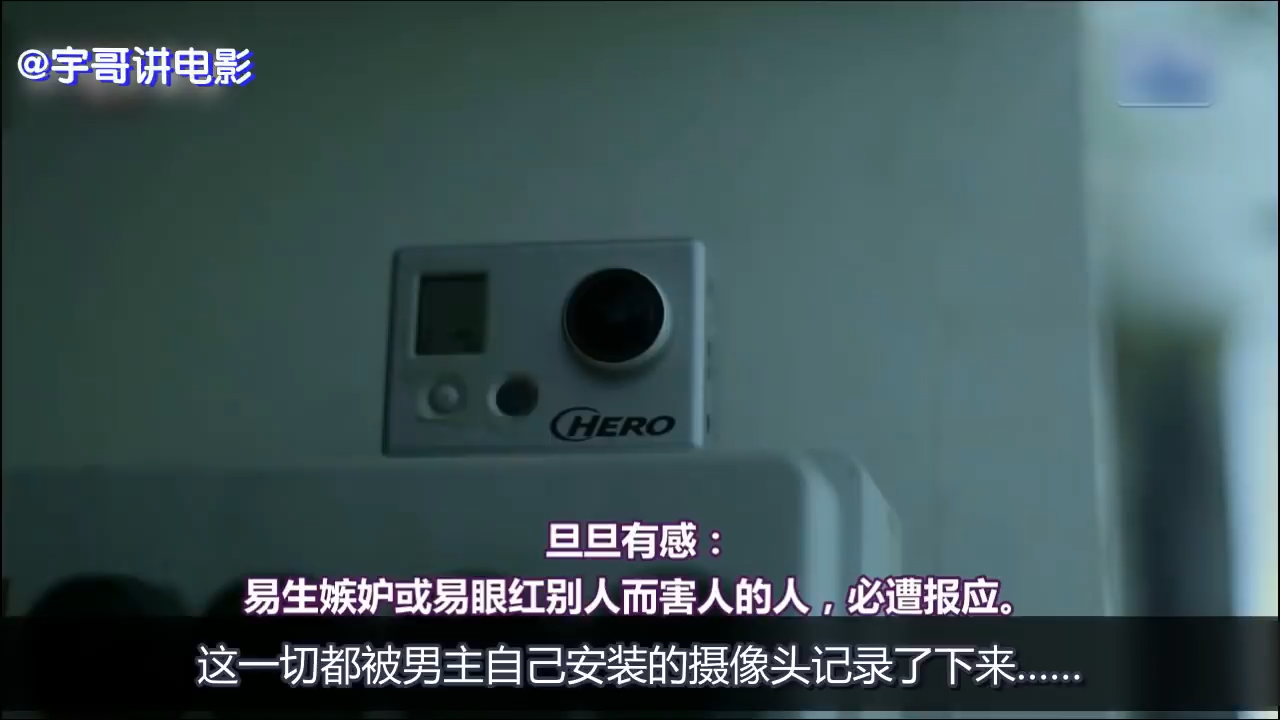 @宇哥讲电影
HERO
旦旦有感：
易生嫉妒或易眼红别人而害人的人，必遭报应。
这一切都被男主自己安装的摄像头记录了下来......